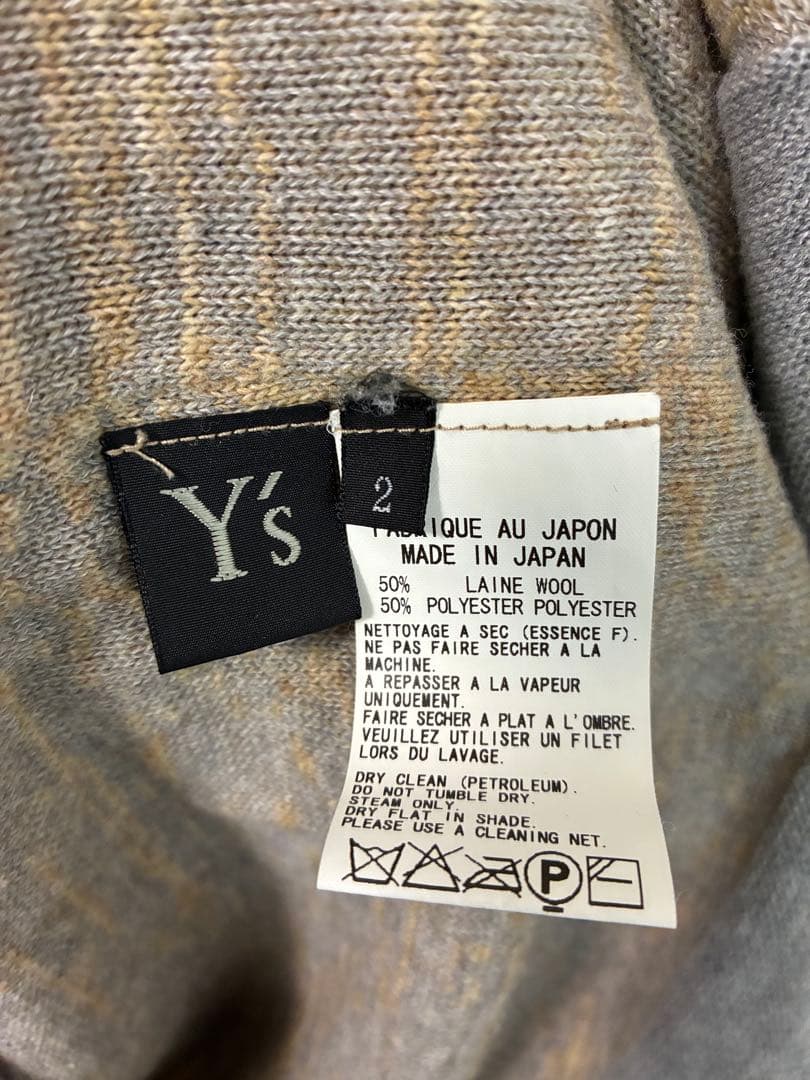 Y's
2
FABRIQUE AU JAPON
MADE IN JAPAN
50% LAINE WOOL
50% POLYESTER POLYESTER
NETTOYAGE A SEC (ESSENCE F).
NE PAS FAIRE SECHER A LA
MACHINE.
A REPASSER A LA VAPEUR
UNIQUEMENT.
FAIRE SECHER A PLAT A L'OMBRE.
VEUILLEZ UTILISER UN FILET
LORS DU LAVAGE.
DRY CLEAN (PETROLEUM).
DO NOT TUMBLE DRY.
STEAM ONLY.
DRY FLAT IN SHADE.
PLEASE USE A CLEANING NET.
P